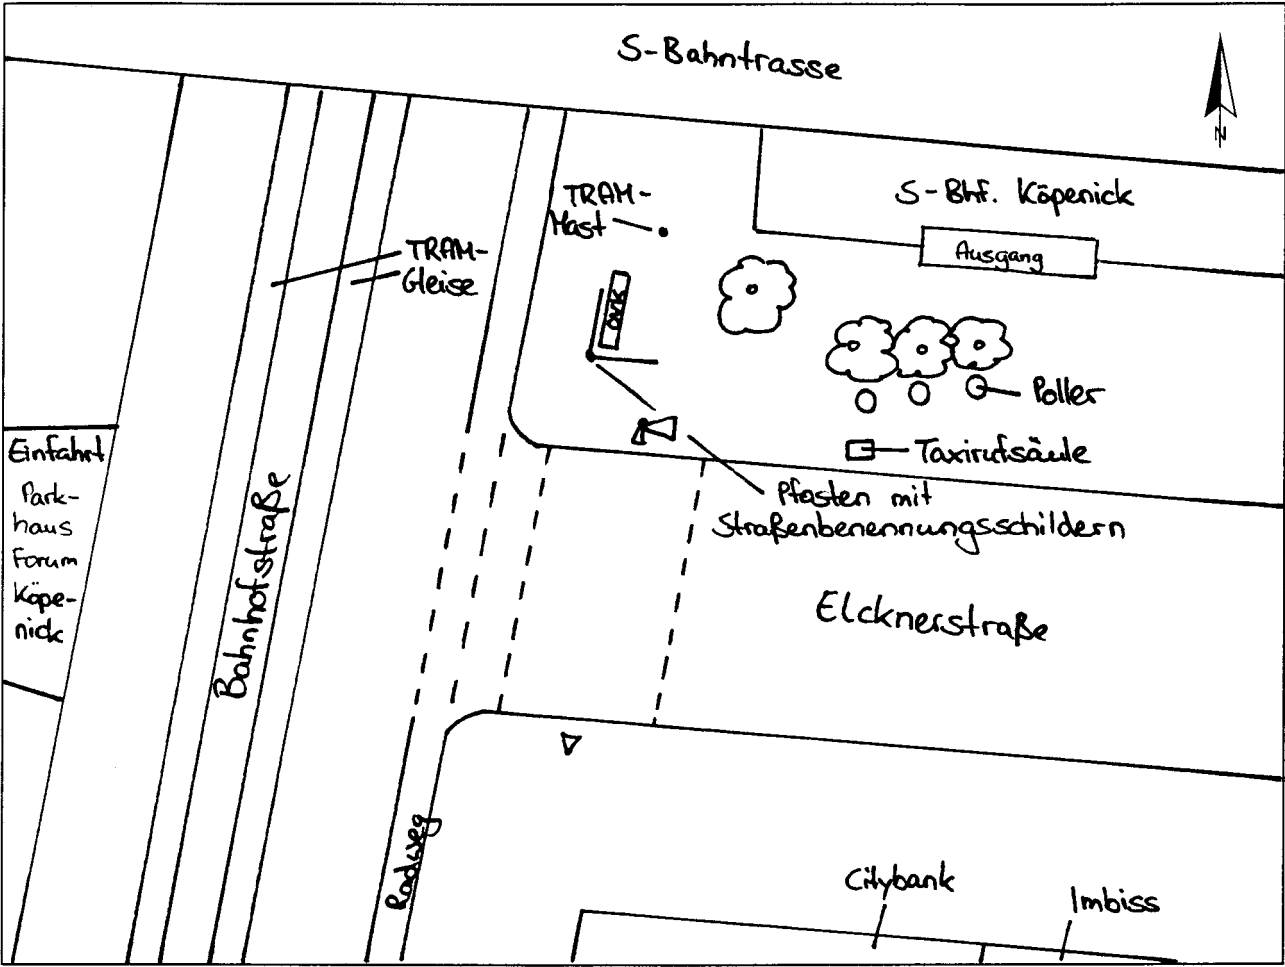 S-Bahntrasse
N
S-Bhf. Köpenick
TRAM-
Mast
Ausgang
TRAM-
Gleise
ÖVK
Poller
Einfahrt
Park-
haus
Forum
Köpe-
nick
Taxirufsäule
Pfosten mit
Straßenbenennungsschildern
Bahnhofstraße
Elcknerstraße
Radweg
Citybank
Imbiss